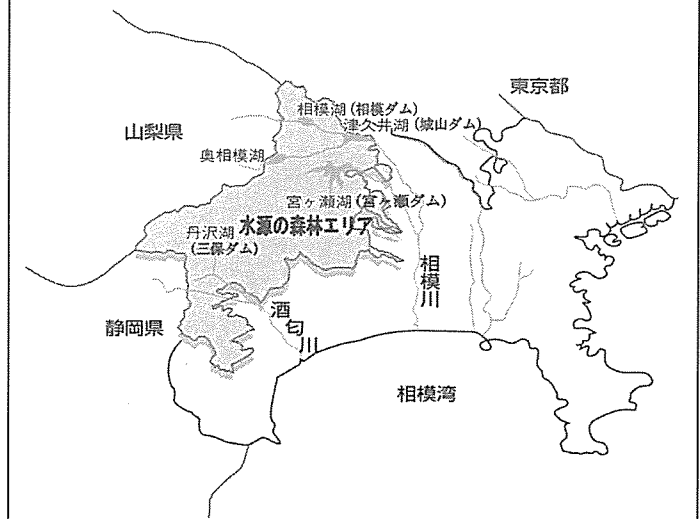 東京都
相模湖(相模ダム)
津久井湖(城山ダム)
山梨県
奥相模湖
宮ヶ瀬湖(宮ヶ瀬ダム)
水源の森林エリア
丹沢湖
(三保ダム)
相模川
酒匂川
静岡県
相模湾